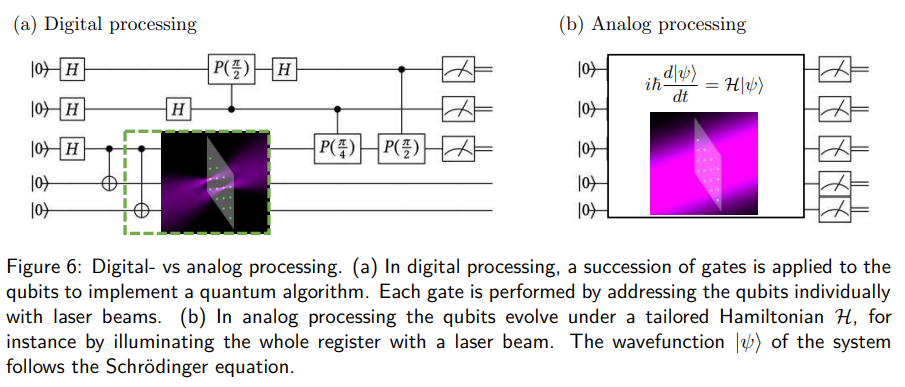 (a) Digital processing
(b) Analog processing
|0⟩ H P(π/2) H
|0⟩ H H
|0⟩ H P(π/4) P(π/2)
|0⟩
|0⟩
|0⟩
|0⟩
|0⟩
|0⟩
|0⟩
iℏ d|ψ⟩/dt = ℋ|ψ⟩
Figure 6: Digital- vs analog processing. (a) In digital processing, a succession of gates is applied to the
qubits to implement a quantum algorithm. Each gate is performed by addressing the qubits individually
with laser beams. (b) In analog processing the qubits evolve under a tailored Hamiltonian ℋ, for
instance by illuminating the whole register with a laser beam. The wavefunction |ψ⟩ of the system
follows the Schrödinger equation.